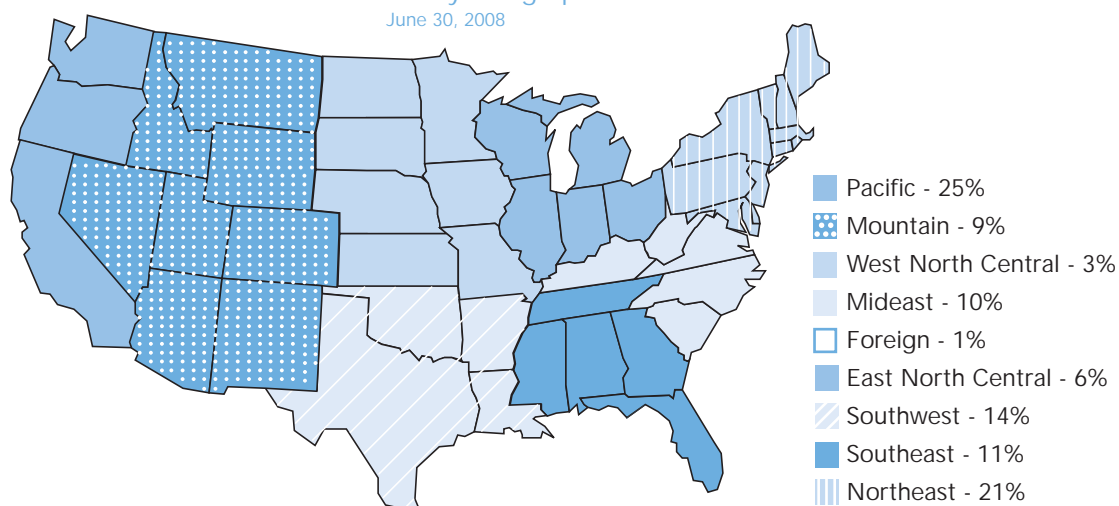 June 30, 2008
Pacific - 25%
Mountain - 9%
West North Central - 3%
Mideast - 10%
Foreign - 1%
East North Central - 6%
Southwest - 14%
Southeast - 11%
Northeast - 21%